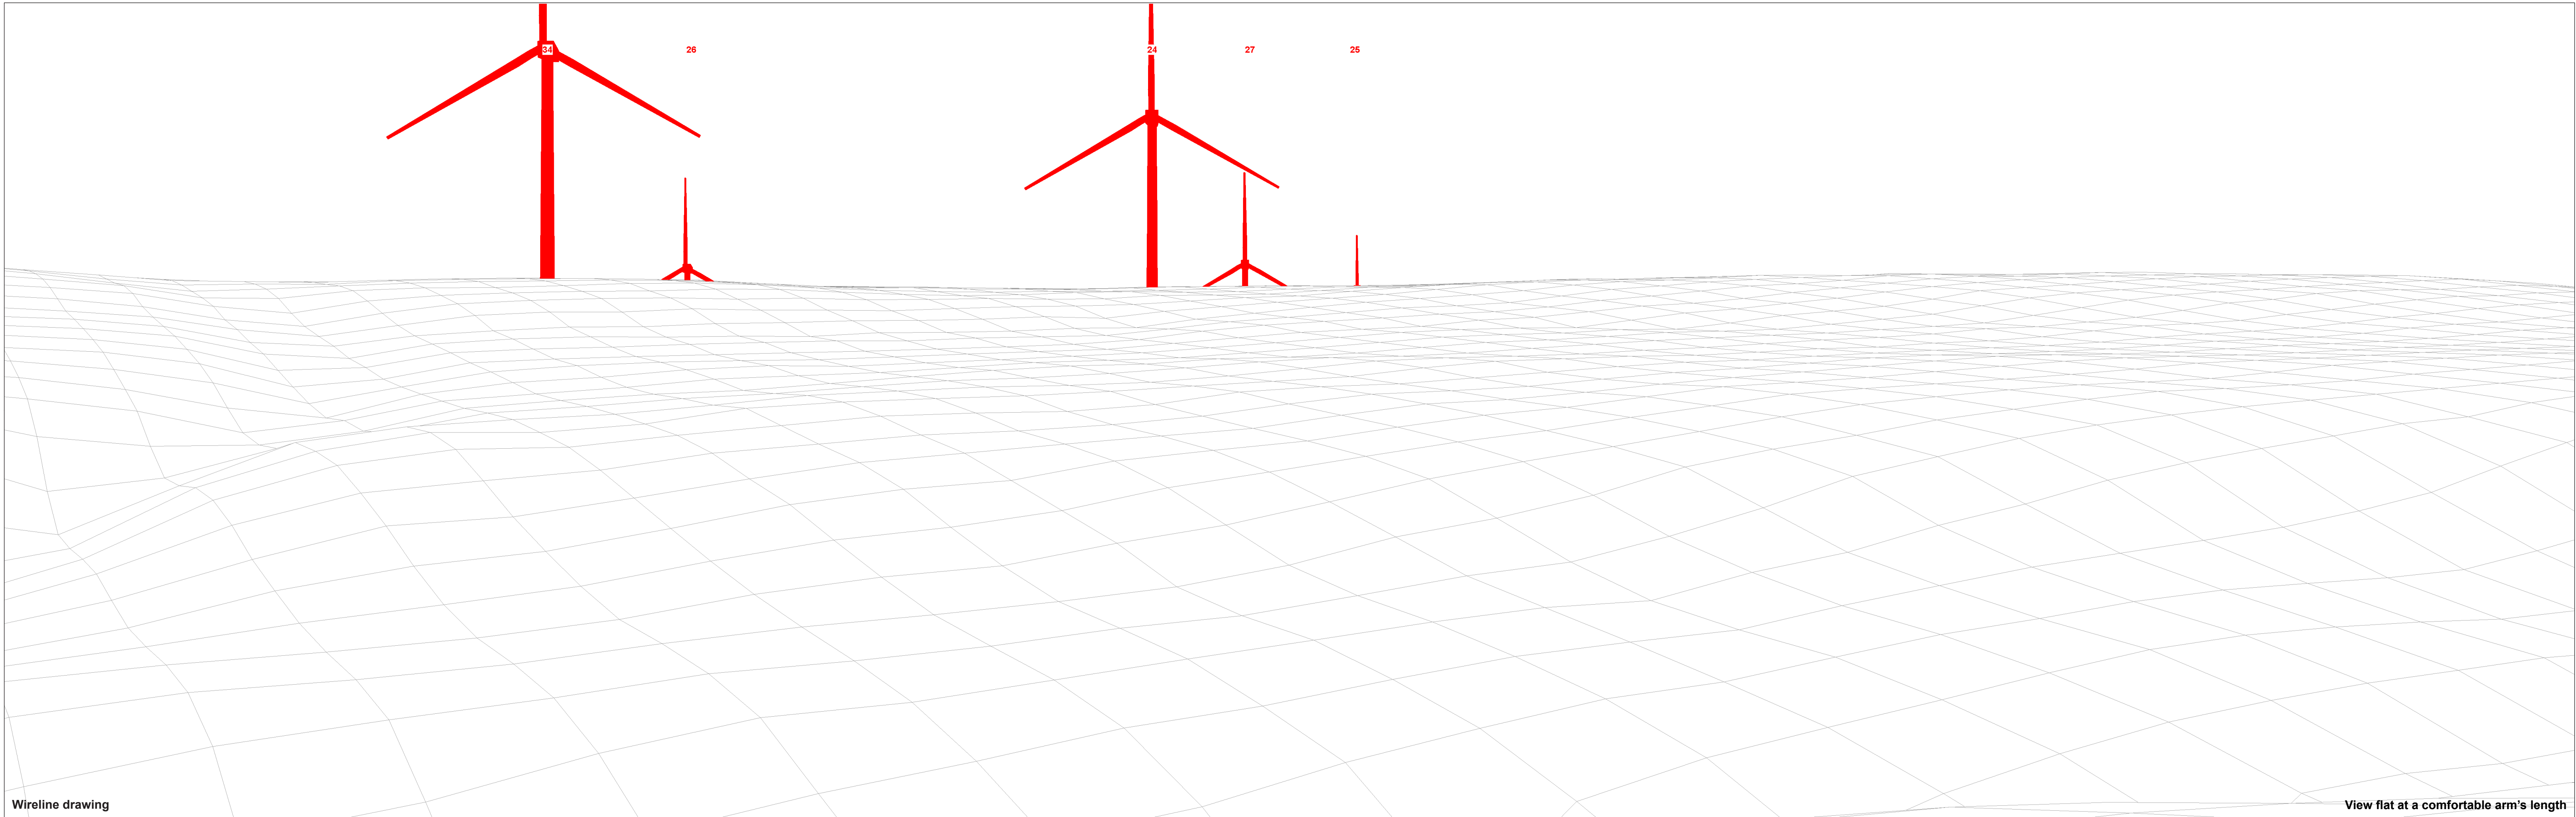 34 26 24 27 25
Wireline drawing
View flat at a comfortable arm's length